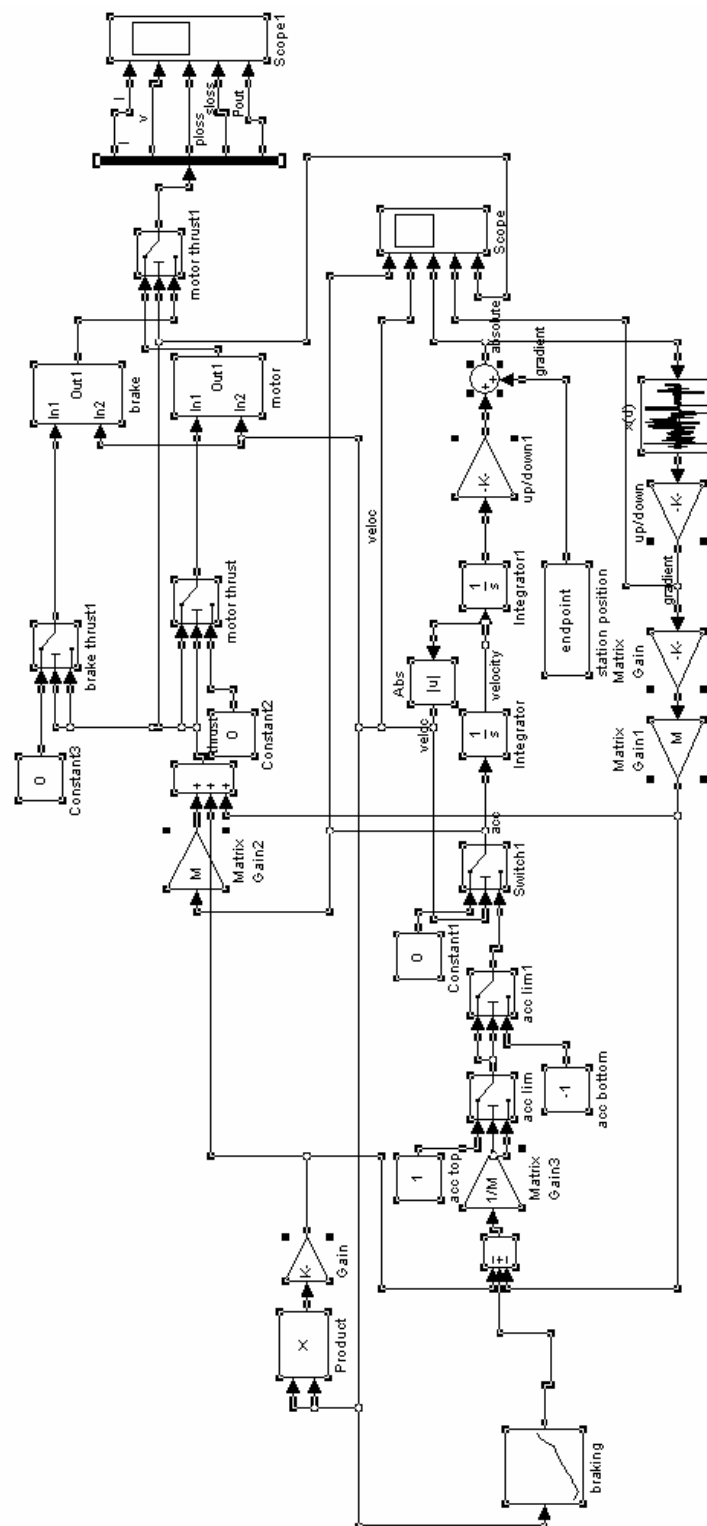 Scope1
I
I
v
ploss
sloss
Pout
motor thrust1
Out1
In1
In2
brake
Out1
In1
In2
motor
Scope
absolute
gradient
x(d)
up/down
-K-
gradient
up/down1
-K-
veloc
brake thrust1
motor thrust
Integrator1
1
s
endpoint
station position
Matrix
Gain
-K-
Abs
|u|
velocity
veloc
Integrator
1
s
Matrix
Gain1
M
0
Constant3
0
Constant2
thrust
+
+
+
M
Matrix
Gain2
acc
Switch1
0
Constant1
acc lim1
acc lim
-1
acc bottom
1
acc top
1/M
Matrix
Gain3
K-
Gain
X
Product
braking